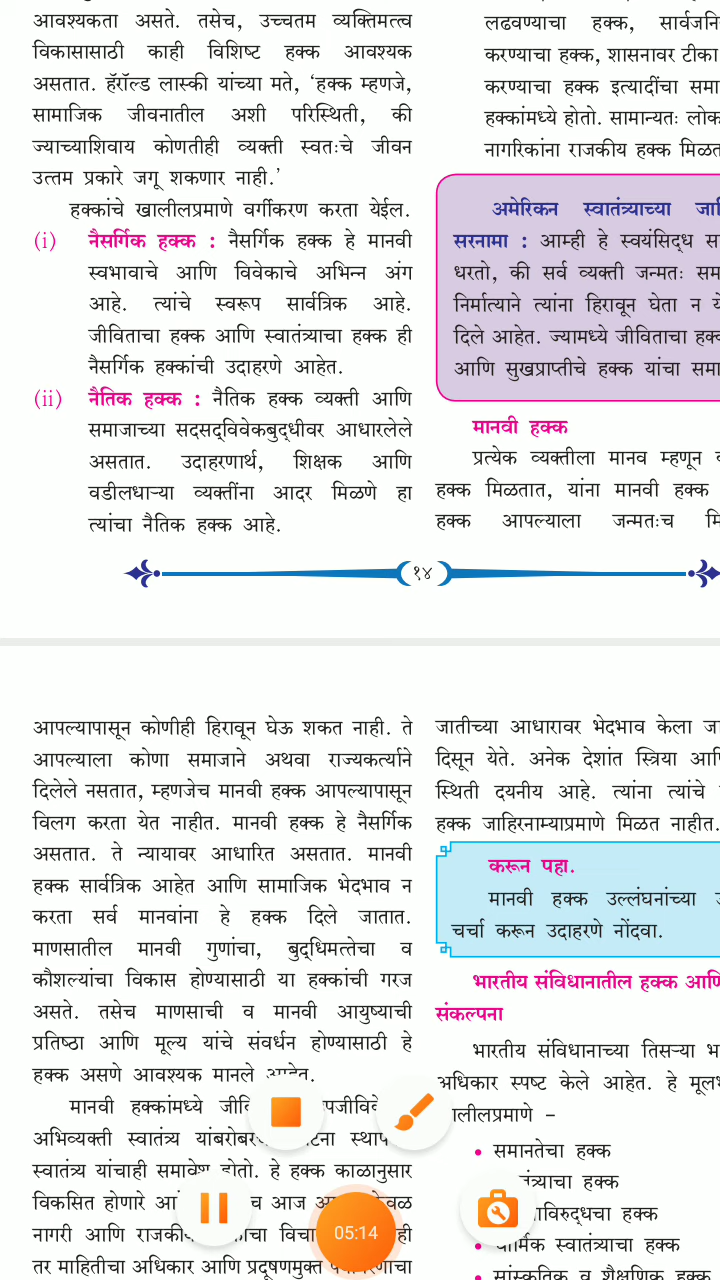 आवश्यकता असते. तसेच, उच्चतम व्यक्तिमत्त्व
विकासासाठी काही विशिष्ट हक्क आवश्यक
असतात. हॅरॉल्ड लास्की यांच्या मते, ‘हक्क म्हणजे,
सामाजिक जीवनातील अशी परिस्थिती, की
ज्याच्याशिवाय कोणतीही व्यक्ती स्वतःचे जीवन
उत्तम प्रकारे जगू शकणार नाही.’
हक्कांचे खालीलप्रमाणे वर्गीकरण करता येईल.
(i) नैसर्गिक हक्क : नैसर्गिक हक्क हे मानवी
स्वभावाचे आणि विवेकाचे अभिन्न अंग
आहे. त्यांचे स्वरूप सार्वत्रिक आहे.
जीविताचा हक्क आणि स्वातंत्र्याचा हक्क ही
नैसर्गिक हक्कांची उदाहरणे आहेत.
(ii) नैतिक हक्क : नैतिक हक्क व्यक्ती आणि
समाजाच्या सदसद्‌विवेकबुद्धीवर आधारलेले
असतात. उदाहरणार्थ, शिक्षक आणि
वडीलधाऱ्या व्यक्तींना आदर मिळणे हा
त्यांचा नैतिक हक्क आहे.
लढवण्याचा हक्क,
करण्याचा हक्क, शासनावर टीका
करण्याचा हक्क इत्यादींचा
हक्कांमध्ये होतो. सामान्यतः
नागरिकांना राजकीय हक्क
अमेरिकन स्वातंत्र्याच्या
सरनामा : आम्ही हे स्वयंसिद्ध
धरतो, की सर्व व्यक्ती जन्मतः
निर्मात्याने त्यांना हिरावून घेता न
दिले आहेत. ज्यामध्ये जीविताचा
आणि सुखप्राप्तीचे हक्क यांचा
मानवी हक्क
प्रत्येक व्यक्तीला मानव म्हणून
हक्क मिळतात, यांना मानवी हक्क
हक्क आपल्याला जन्मतःच
१४
आपल्यापासून कोणीही हिरावून घेऊ शकत नाही. ते
आपल्याला कोणा समाजाने अथवा राज्यकर्त्याने
दिलेले नसतात, म्हणजेच मानवी हक्क आपल्यापासून
विलग करता येत नाहीत. मानवी हक्क हे नैसर्गिक
असतात. ते न्यायावर आधारित असतात. मानवी
हक्क सार्वत्रिक आहेत आणि सामाजिक भेदभाव न
करता सर्व मानवांना हे हक्क दिले जातात.
माणसातील मानवी गुणांचा, बुद्धिमत्तेचा व
कौशल्यांचा विकास होण्यासाठी या हक्कांची गरज
असते. तसेच माणसाची व मानवी आयुष्याची
प्रतिष्ठा आणि मूल्य यांचे संवर्धन होण्यासाठी हे
हक्क असणे आवश्यक मानले आहेत.
मानवी हक्कांमध्ये
अभिव्यक्ती स्वातंत्र्य
स्वातंत्र्य यांचाही समावेश होतो. हे हक्क काळानुसार
विकसित होणारे च आज
नागरी आणि ही
तर माहितीचा अधिकार आणि प्रदूषणमुक्त
जातीच्या आधारावर भेदभाव केला
दिसून येते. अनेक देशांत स्त्रिया
स्थिती दयनीय आहे. त्यांना त्यांचे
हक्क जाहिरनाम्याप्रमाणे मिळत नाहीत.
करून पहा.
मानवी हक्क उल्लंघनांच्या
चर्चा करून उदाहरणे नोंदवा.
भारतीय संविधानातील हक्क
संकल्पना
भारतीय संविधानाच्या तिसऱ्या
अधिकार स्पष्ट केले आहेत. हे
–
• समानतेचा हक्क
हक्क
हक्क
• धार्मिक स्वातंत्र्याचा हक्क
• सांस्कृतिक व शैक्षणिक हक्क
05:14